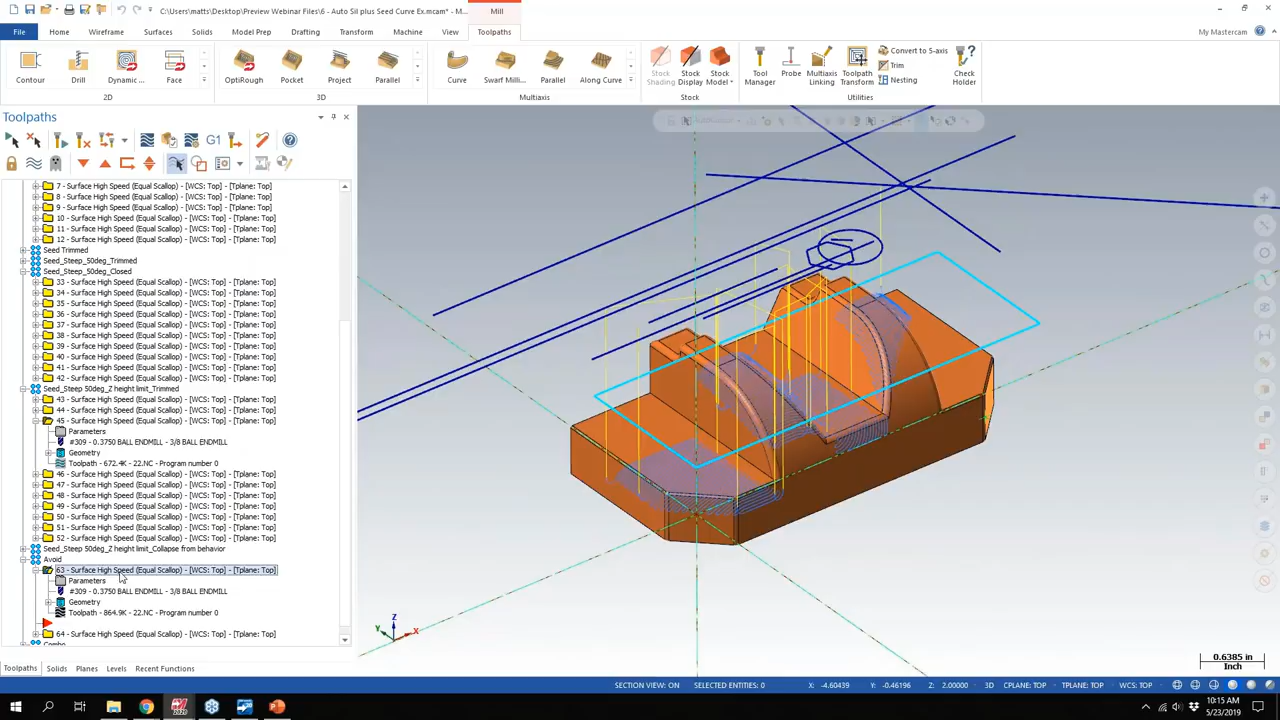 C:\Users\matts\Desktop\Preview Webinar Files\6 - Auto Sil plus Seed Curve Ex.mcam* - M...
Mill
File Home Wireframe Surfaces Solids Model Prep Drafting Transform Machine View Toolpaths
My Mastercam
Contour Drill Dynamic ... Face
2D
OptiRough Pocket Project Parallel
3D
Curve Swarf Milli... Parallel Along Curve
Multiaxis
Stock Shading Stock Display Stock Model
Stock
Tool Manager Probe Multiaxis Linking Toolpath Transform
Convert to 5-axis
Trim
Nesting
Check Holder
Utilities
Toolpaths
G1
7 - Surface High Speed (Equal Scallop) - [WCS: Top] - [Tplane: Top]
8 - Surface High Speed (Equal Scallop) - [WCS: Top] - [Tplane: Top]
9 - Surface High Speed (Equal Scallop) - [WCS: Top] - [Tplane: Top]
10 - Surface High Speed (Equal Scallop) - [WCS: Top] - [Tplane: Top]
11 - Surface High Speed (Equal Scallop) - [WCS: Top] - [Tplane: Top]
12 - Surface High Speed (Equal Scallop) - [WCS: Top] - [Tplane: Top]
Seed Trimmed
Seed_Steep_50deg_Trimmed
Seed_Steep_50deg_Closed
33 - Surface High Speed (Equal Scallop) - [WCS: Top] - [Tplane: Top]
34 - Surface High Speed (Equal Scallop) - [WCS: Top] - [Tplane: Top]
35 - Surface High Speed (Equal Scallop) - [WCS: Top] - [Tplane: Top]
36 - Surface High Speed (Equal Scallop) - [WCS: Top] - [Tplane: Top]
37 - Surface High Speed (Equal Scallop) - [WCS: Top] - [Tplane: Top]
38 - Surface High Speed (Equal Scallop) - [WCS: Top] - [Tplane: Top]
39 - Surface High Speed (Equal Scallop) - [WCS: Top] - [Tplane: Top]
40 - Surface High Speed (Equal Scallop) - [WCS: Top] - [Tplane: Top]
41 - Surface High Speed (Equal Scallop) - [WCS: Top] - [Tplane: Top]
42 - Surface High Speed (Equal Scallop) - [WCS: Top] - [Tplane: Top]
Seed_Steep 50deg_Z height limit_Trimmed
43 - Surface High Speed (Equal Scallop) - [WCS: Top] - [Tplane: Top]
44 - Surface High Speed (Equal Scallop) - [WCS: Top] - [Tplane: Top]
45 - Surface High Speed (Equal Scallop) - [WCS: Top] - [Tplane: Top]
Parameters
#309 - 0.3750 BALL ENDMILL - 3/8 BALL ENDMILL
Geometry
Toolpath - 672.4K - 22.NC - Program number 0
46 - Surface High Speed (Equal Scallop) - [WCS: Top] - [Tplane: Top]
47 - Surface High Speed (Equal Scallop) - [WCS: Top] - [Tplane: Top]
48 - Surface High Speed (Equal Scallop) - [WCS: Top] - [Tplane: Top]
49 - Surface High Speed (Equal Scallop) - [WCS: Top] - [Tplane: Top]
50 - Surface High Speed (Equal Scallop) - [WCS: Top] - [Tplane: Top]
51 - Surface High Speed (Equal Scallop) - [WCS: Top] - [Tplane: Top]
52 - Surface High Speed (Equal Scallop) - [WCS: Top] - [Tplane: Top]
Seed_Steep 50deg_Z height limit_Collapse from behavior
Avoid
63 - Surface High Speed (Equal Scallop) - [WCS: Top] - [Tplane: Top]
Parameters
#309 - 0.3750 BALL ENDMILL - 3/8 BALL ENDMILL
Geometry
Toolpath - 864.9K - 22.NC - Program number 0
64 - Surface High Speed (Equal Scallop) - [WCS: Top] - [Tplane: Top]
Combo
Z
Y X
0.6385 in
Inch
Toolpaths Solids Planes Levels Recent Functions
SECTION VIEW: ON SELECTED ENTITIES: 0 X: -4.60439 Y: -0.46196 Z: 2.00000 3D CPLANE: TOP TPLANE: TOP WCS: TOP
10:15 AM
5/23/2019